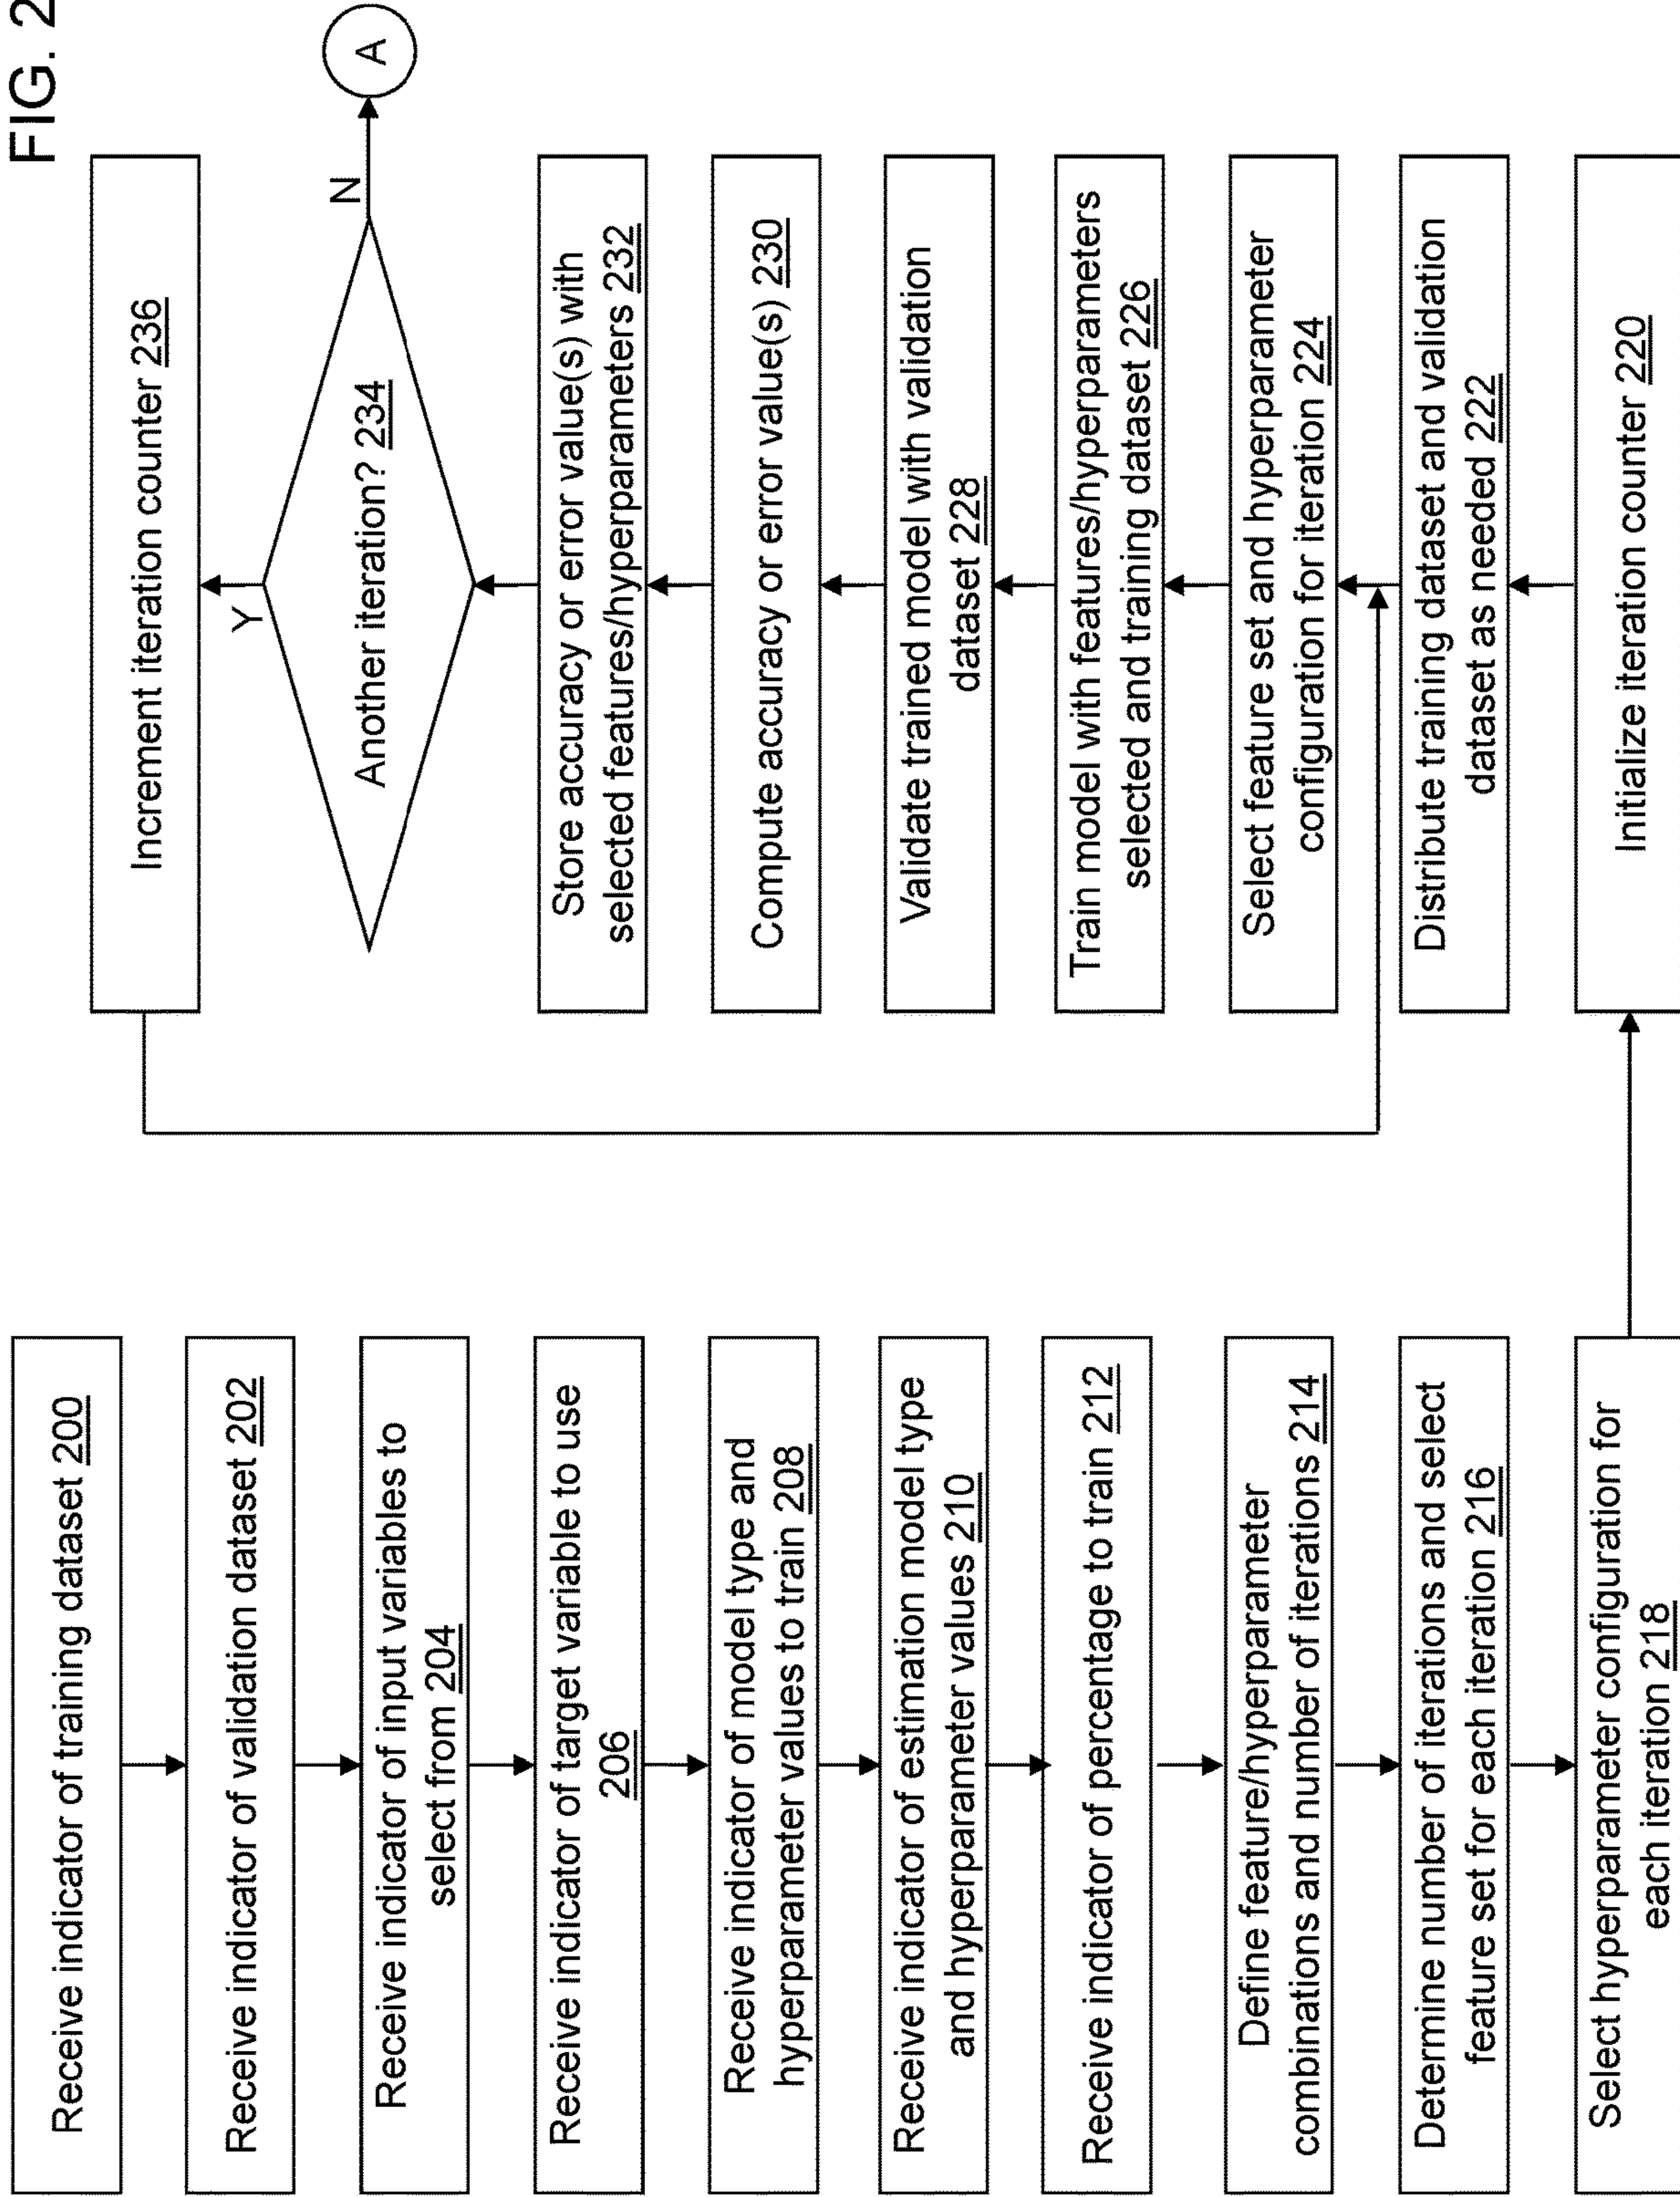 FIG. 2
Receive indicator of training dataset 200
Receive indicator of validation dataset 202
Receive indicator of input variables to
select from 204
Receive indicator of target variable to use
206
Receive indicator of model type and
hyperparameter values to train 208
Receive indicator of estimation model type
and hyperparameter values 210
Receive indicator of percentage to train 212
Define feature/hyperparameter
combinations and number of iterations 214
Determine number of iterations and select
feature set for each iteration 216
Select hyperparameter configuration for
each iteration 218
Initialize iteration counter 220
Distribute training dataset and validation
dataset as needed 222
Select feature set and hyperparameter
configuration for iteration 224
Train model with features/hyperparameters
selected and training dataset 226
Validate trained model with validation
dataset 228
Compute accuracy or error value(s) 230
Store accuracy or error value(s) with
selected features/hyperparameters 232
Another iteration? 234
N
A
Y
Increment iteration counter 236